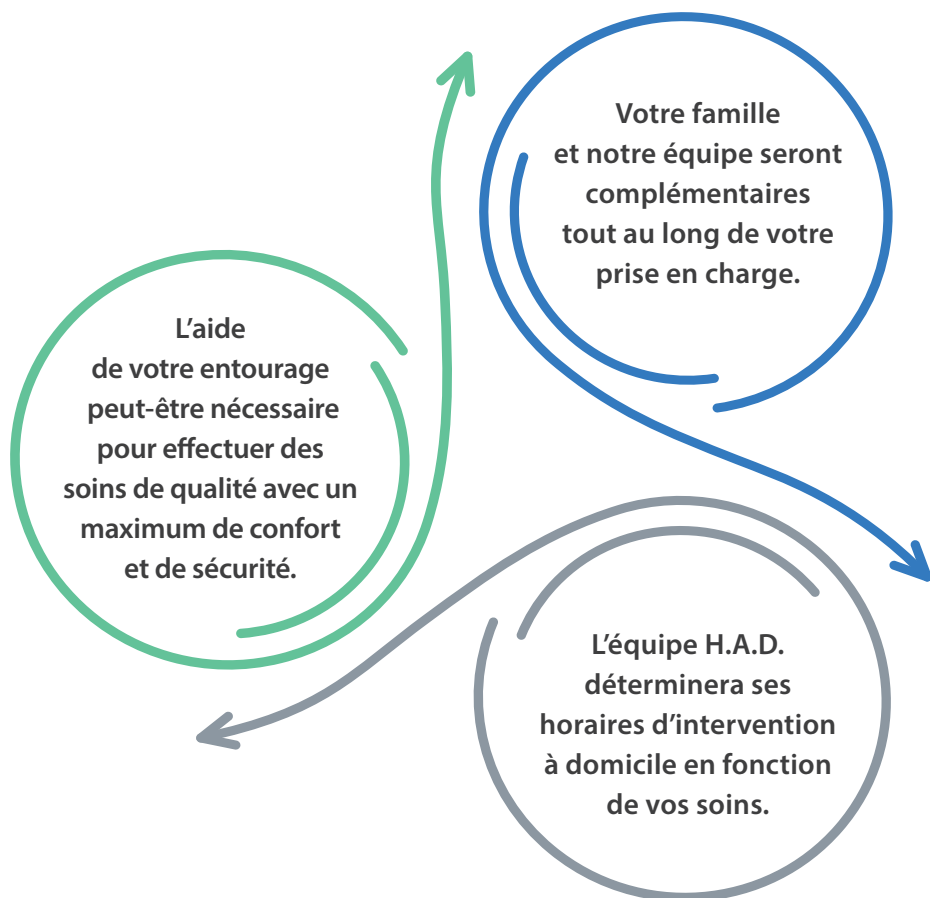 Votre famille
et notre équipe seront
complémentaires
tout au long de votre
prise en charge.
L’aide
de votre entourage
peut-être nécessaire
pour effectuer des
soins de qualité avec un
maximum de confort
et de sécurité.
L’équipe H.A.D.
déterminera ses
horaires d’intervention
à domicile en fonction
de vos soins.